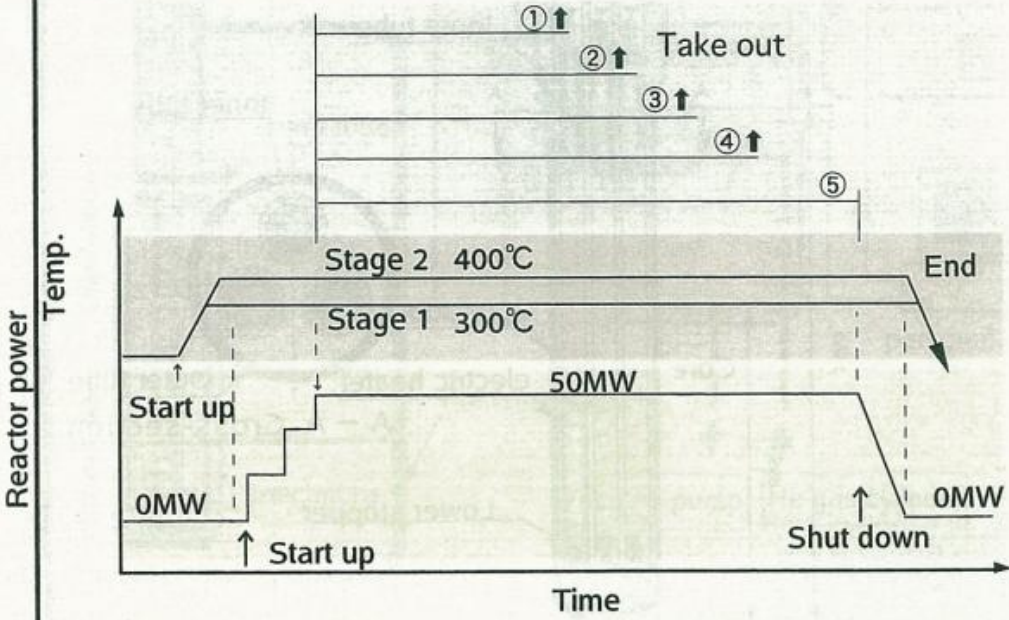 ①⬆
②⬆ Take out
③⬆
④⬆
⑤
Temp.
Reactor power
Stage 2 400℃
End
Stage 1 300℃
50MW
Start up
0MW
0MW
Start up
Shut down
Time